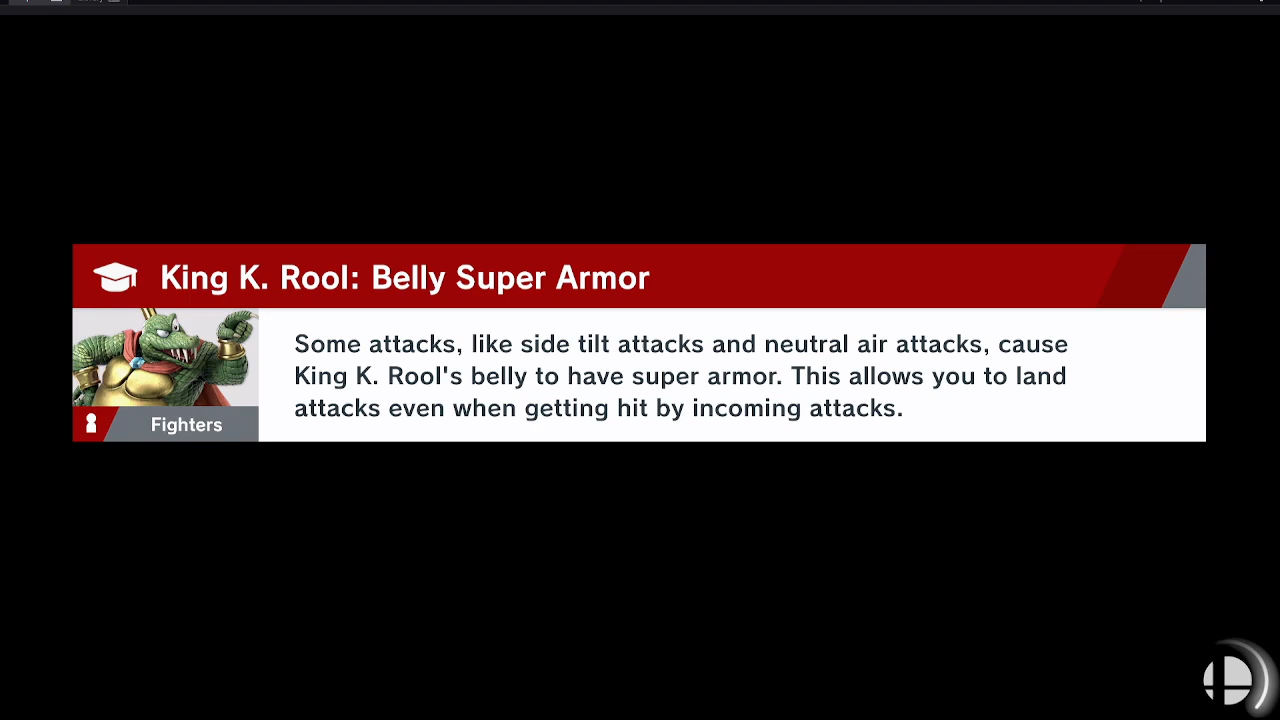 King K. Rool: Belly Super Armor
Some attacks, like side tilt attacks and neutral air attacks, cause
King K. Rool's belly to have super armor. This allows you to land
attacks even when getting hit by incoming attacks.
Fighters